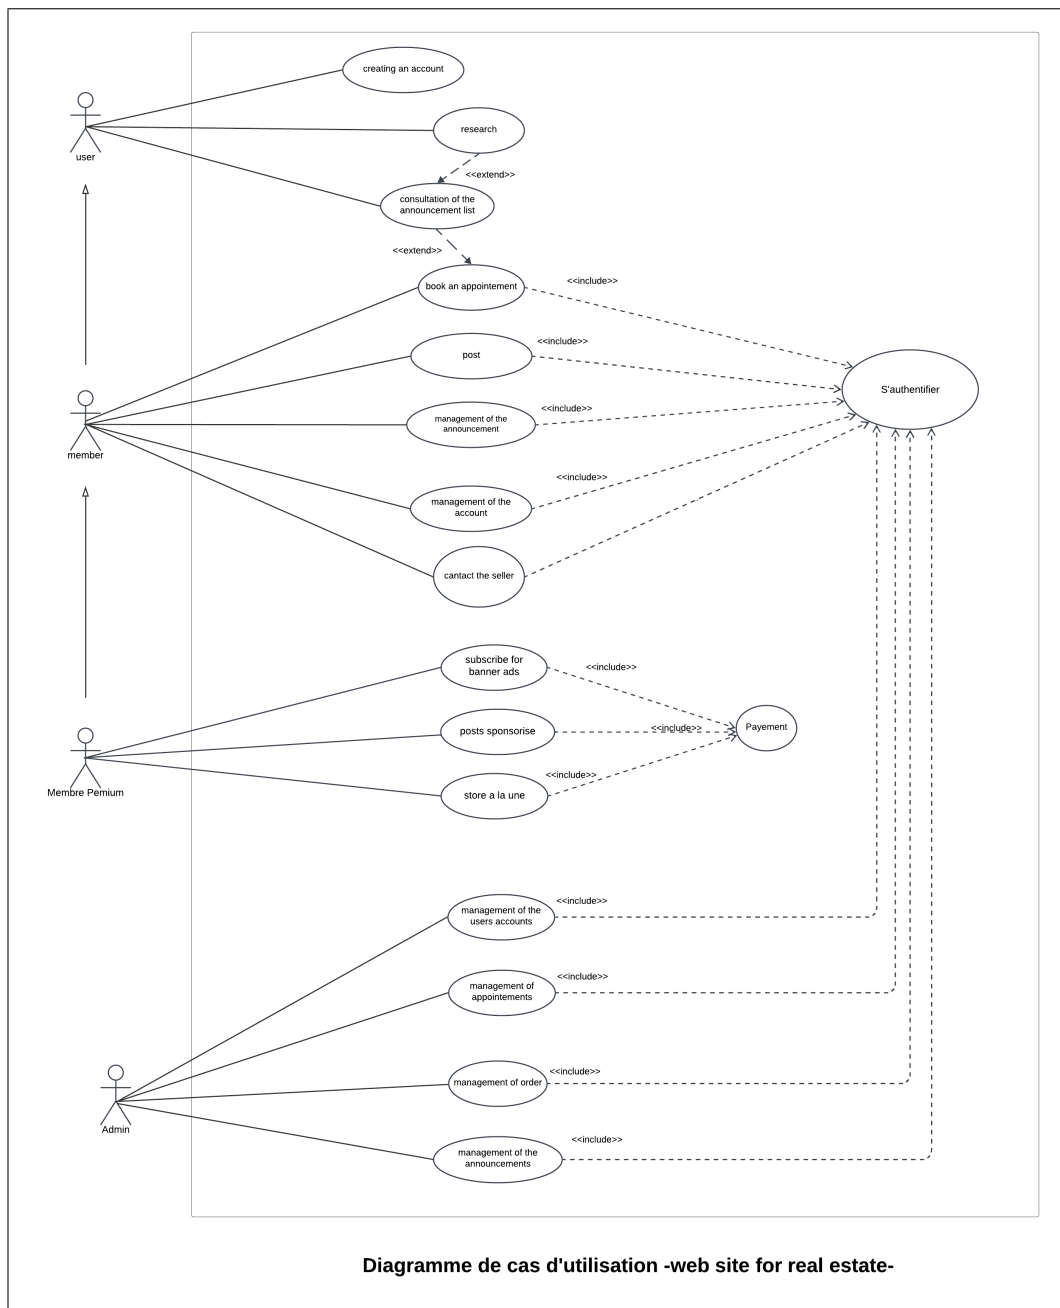 creating an account
research
user
<<extend>>
consultation of the
announcement list
<<extend>>
book an appointement
<<include>>
post
<<include>>
S'authentifier
management of the
announcement
<<include>>
member
<<include>>
management of the
account
cantact the seller
subscribe for
banner ads
<<include>>
posts sponsorise
<<include>>
Payement
<<include>>
Membre Pemium
store a la une
management of the
users accounts
<<include>>
management of
appointements
<<include>>
management of order
<<include>>
Admin
<<include>>
management of the
announcements
Diagramme de cas d'utilisation -web site for real estate-